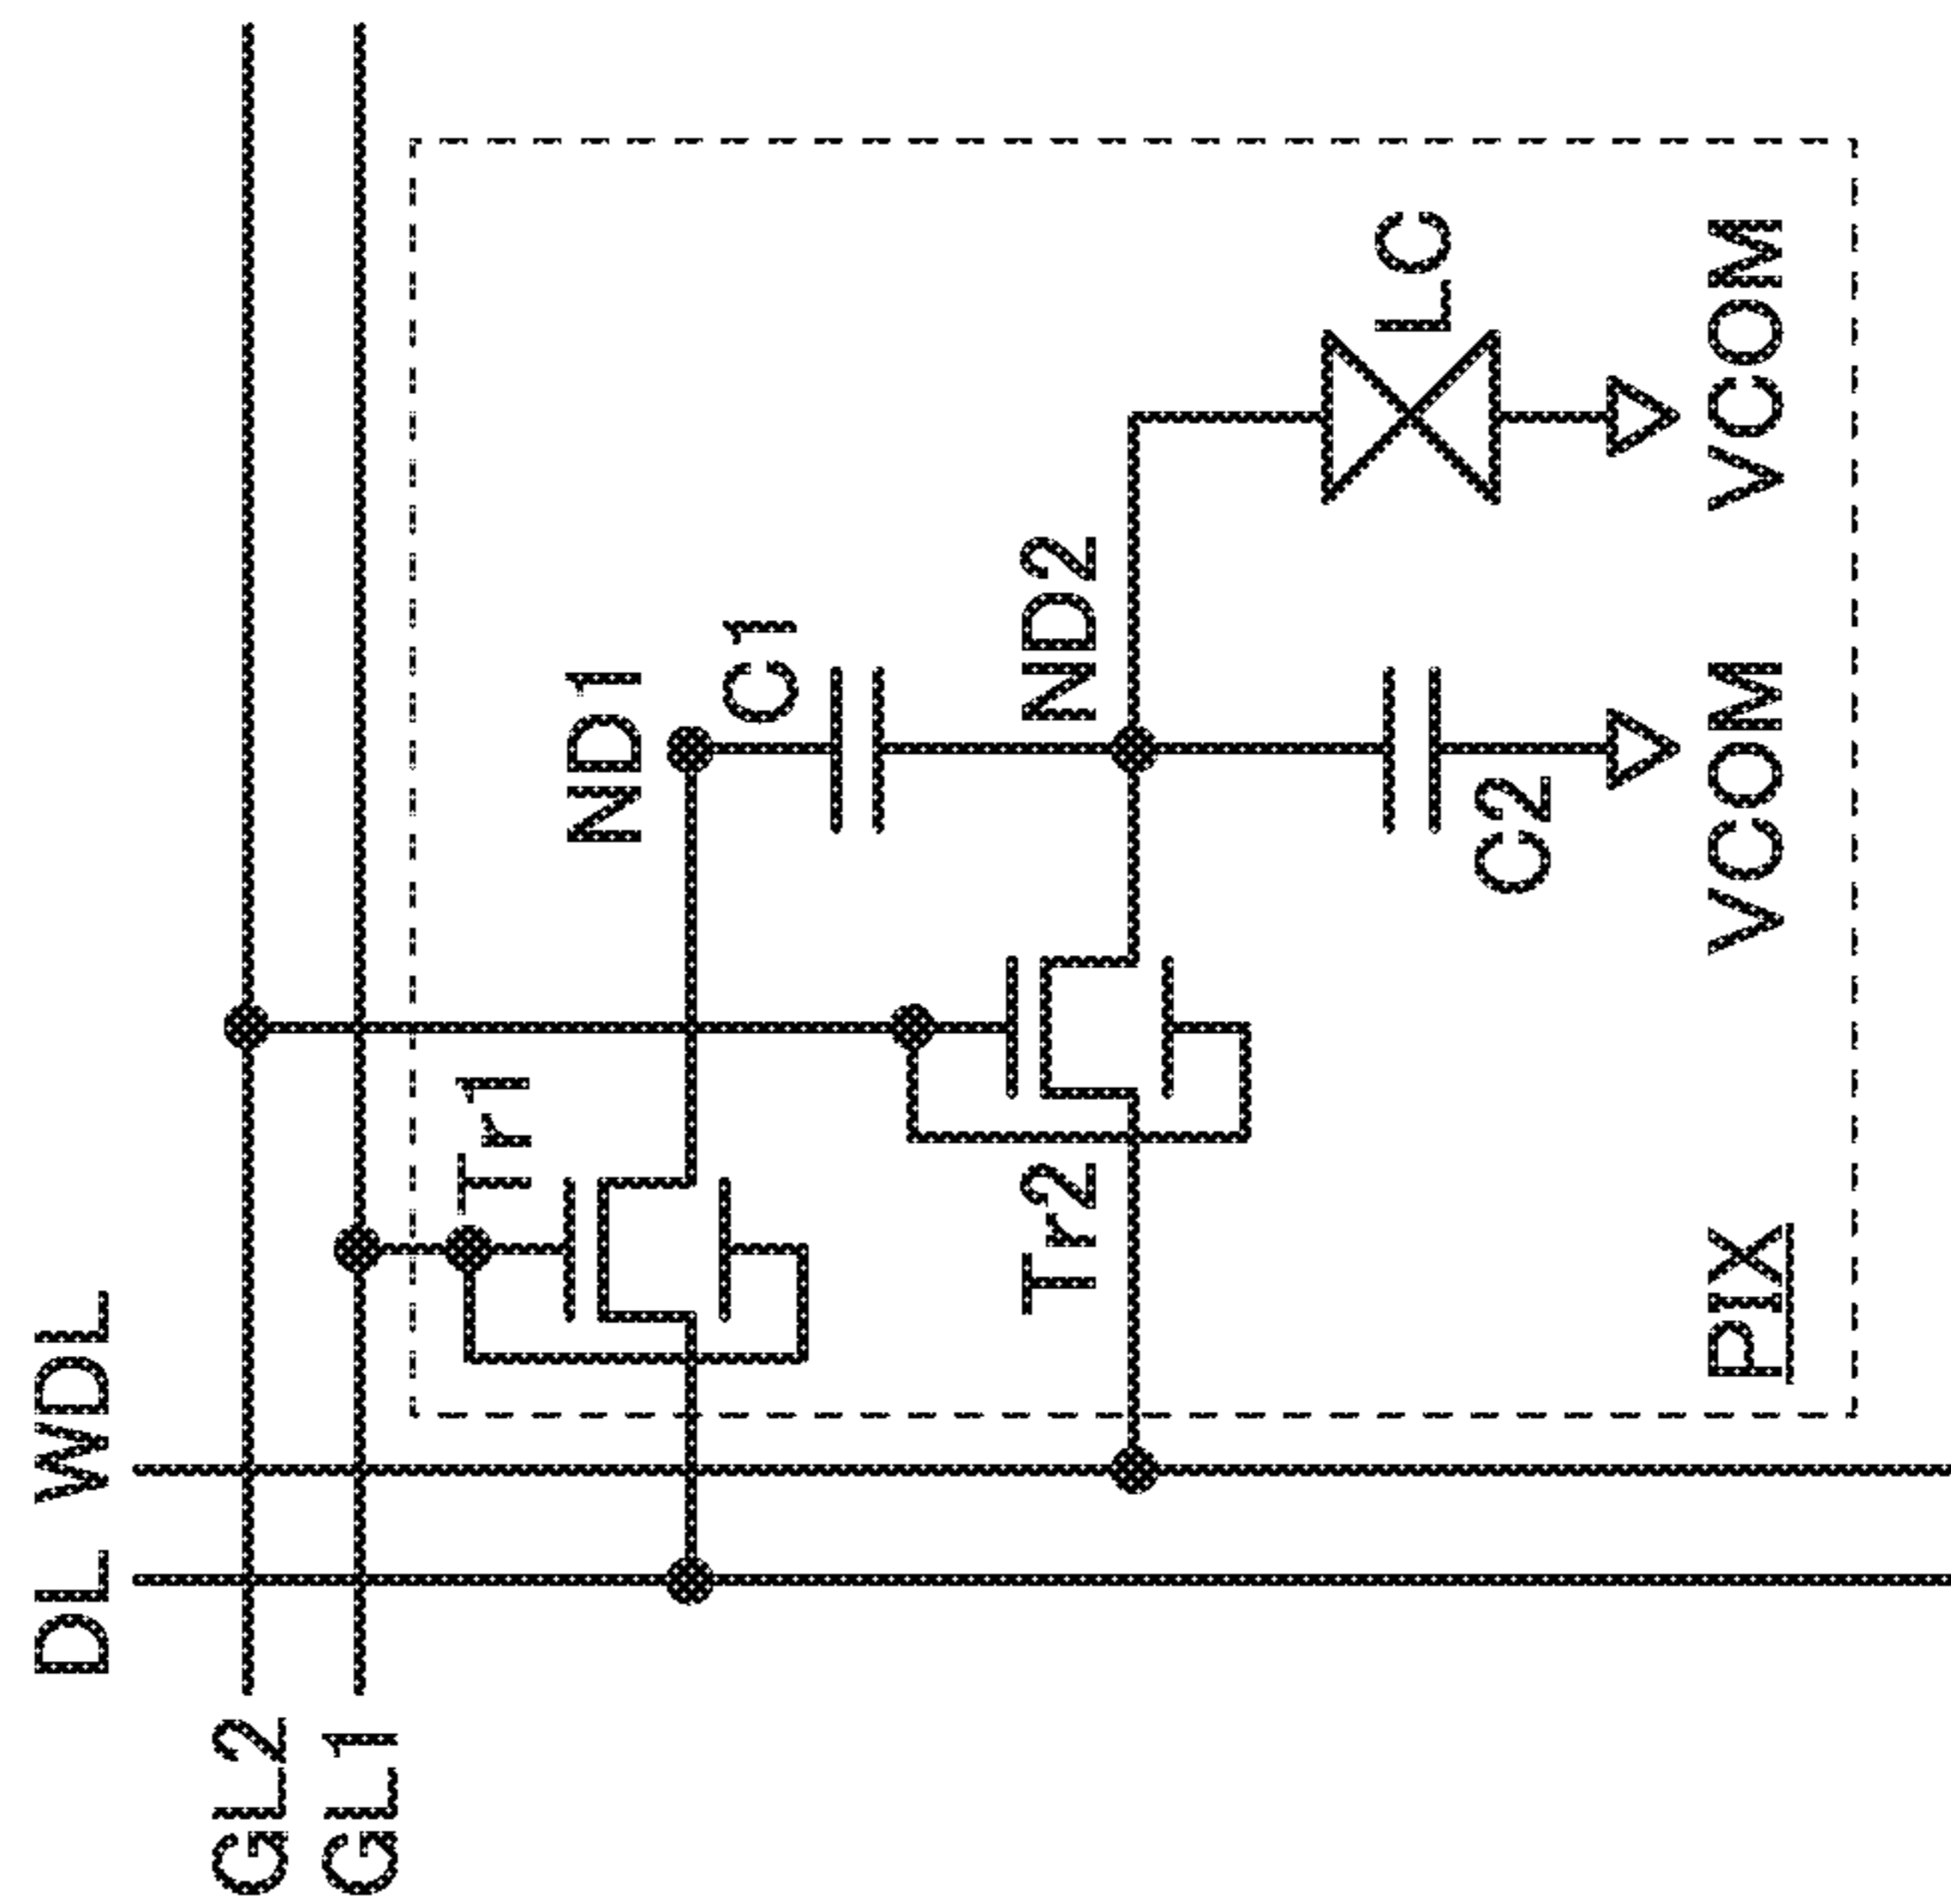 DL WDL
GL2
GL1
Tr1
ND1
C1
Tr2 ND2
LC
C2
PIX VCOM VCOM